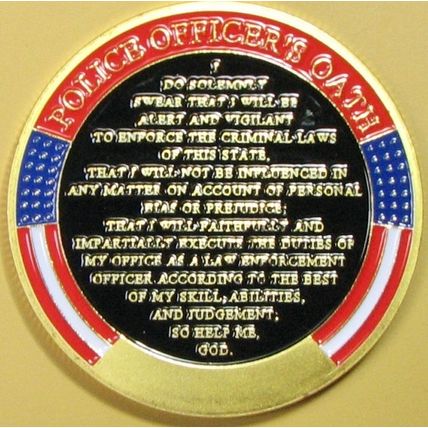 POLICE OFFICER'S OATH
I
DO SOLEMNLY
SWEAR THAT I WILL BE
ALERT AND VIGILANT
TO ENFORCE THE CRIMINAL LAWS
OF THIS STATE,
THAT I WILL NOT BE INFLUENCED IN
ANY MATTER ON ACCOUNT OF PERSONAL
BIAS OR PREJUDICE;
THAT I WILL FAITHFULLY AND
IMPARTIALLY EXECUTE THE DUTIES OF
MY OFFICE AS A LAW ENFORCEMENT
OFFICER ACCORDING TO THE BEST
OF MY SKILL, ABILITIES,
AND JUDGEMENT;
SO HELP ME,
GOD.